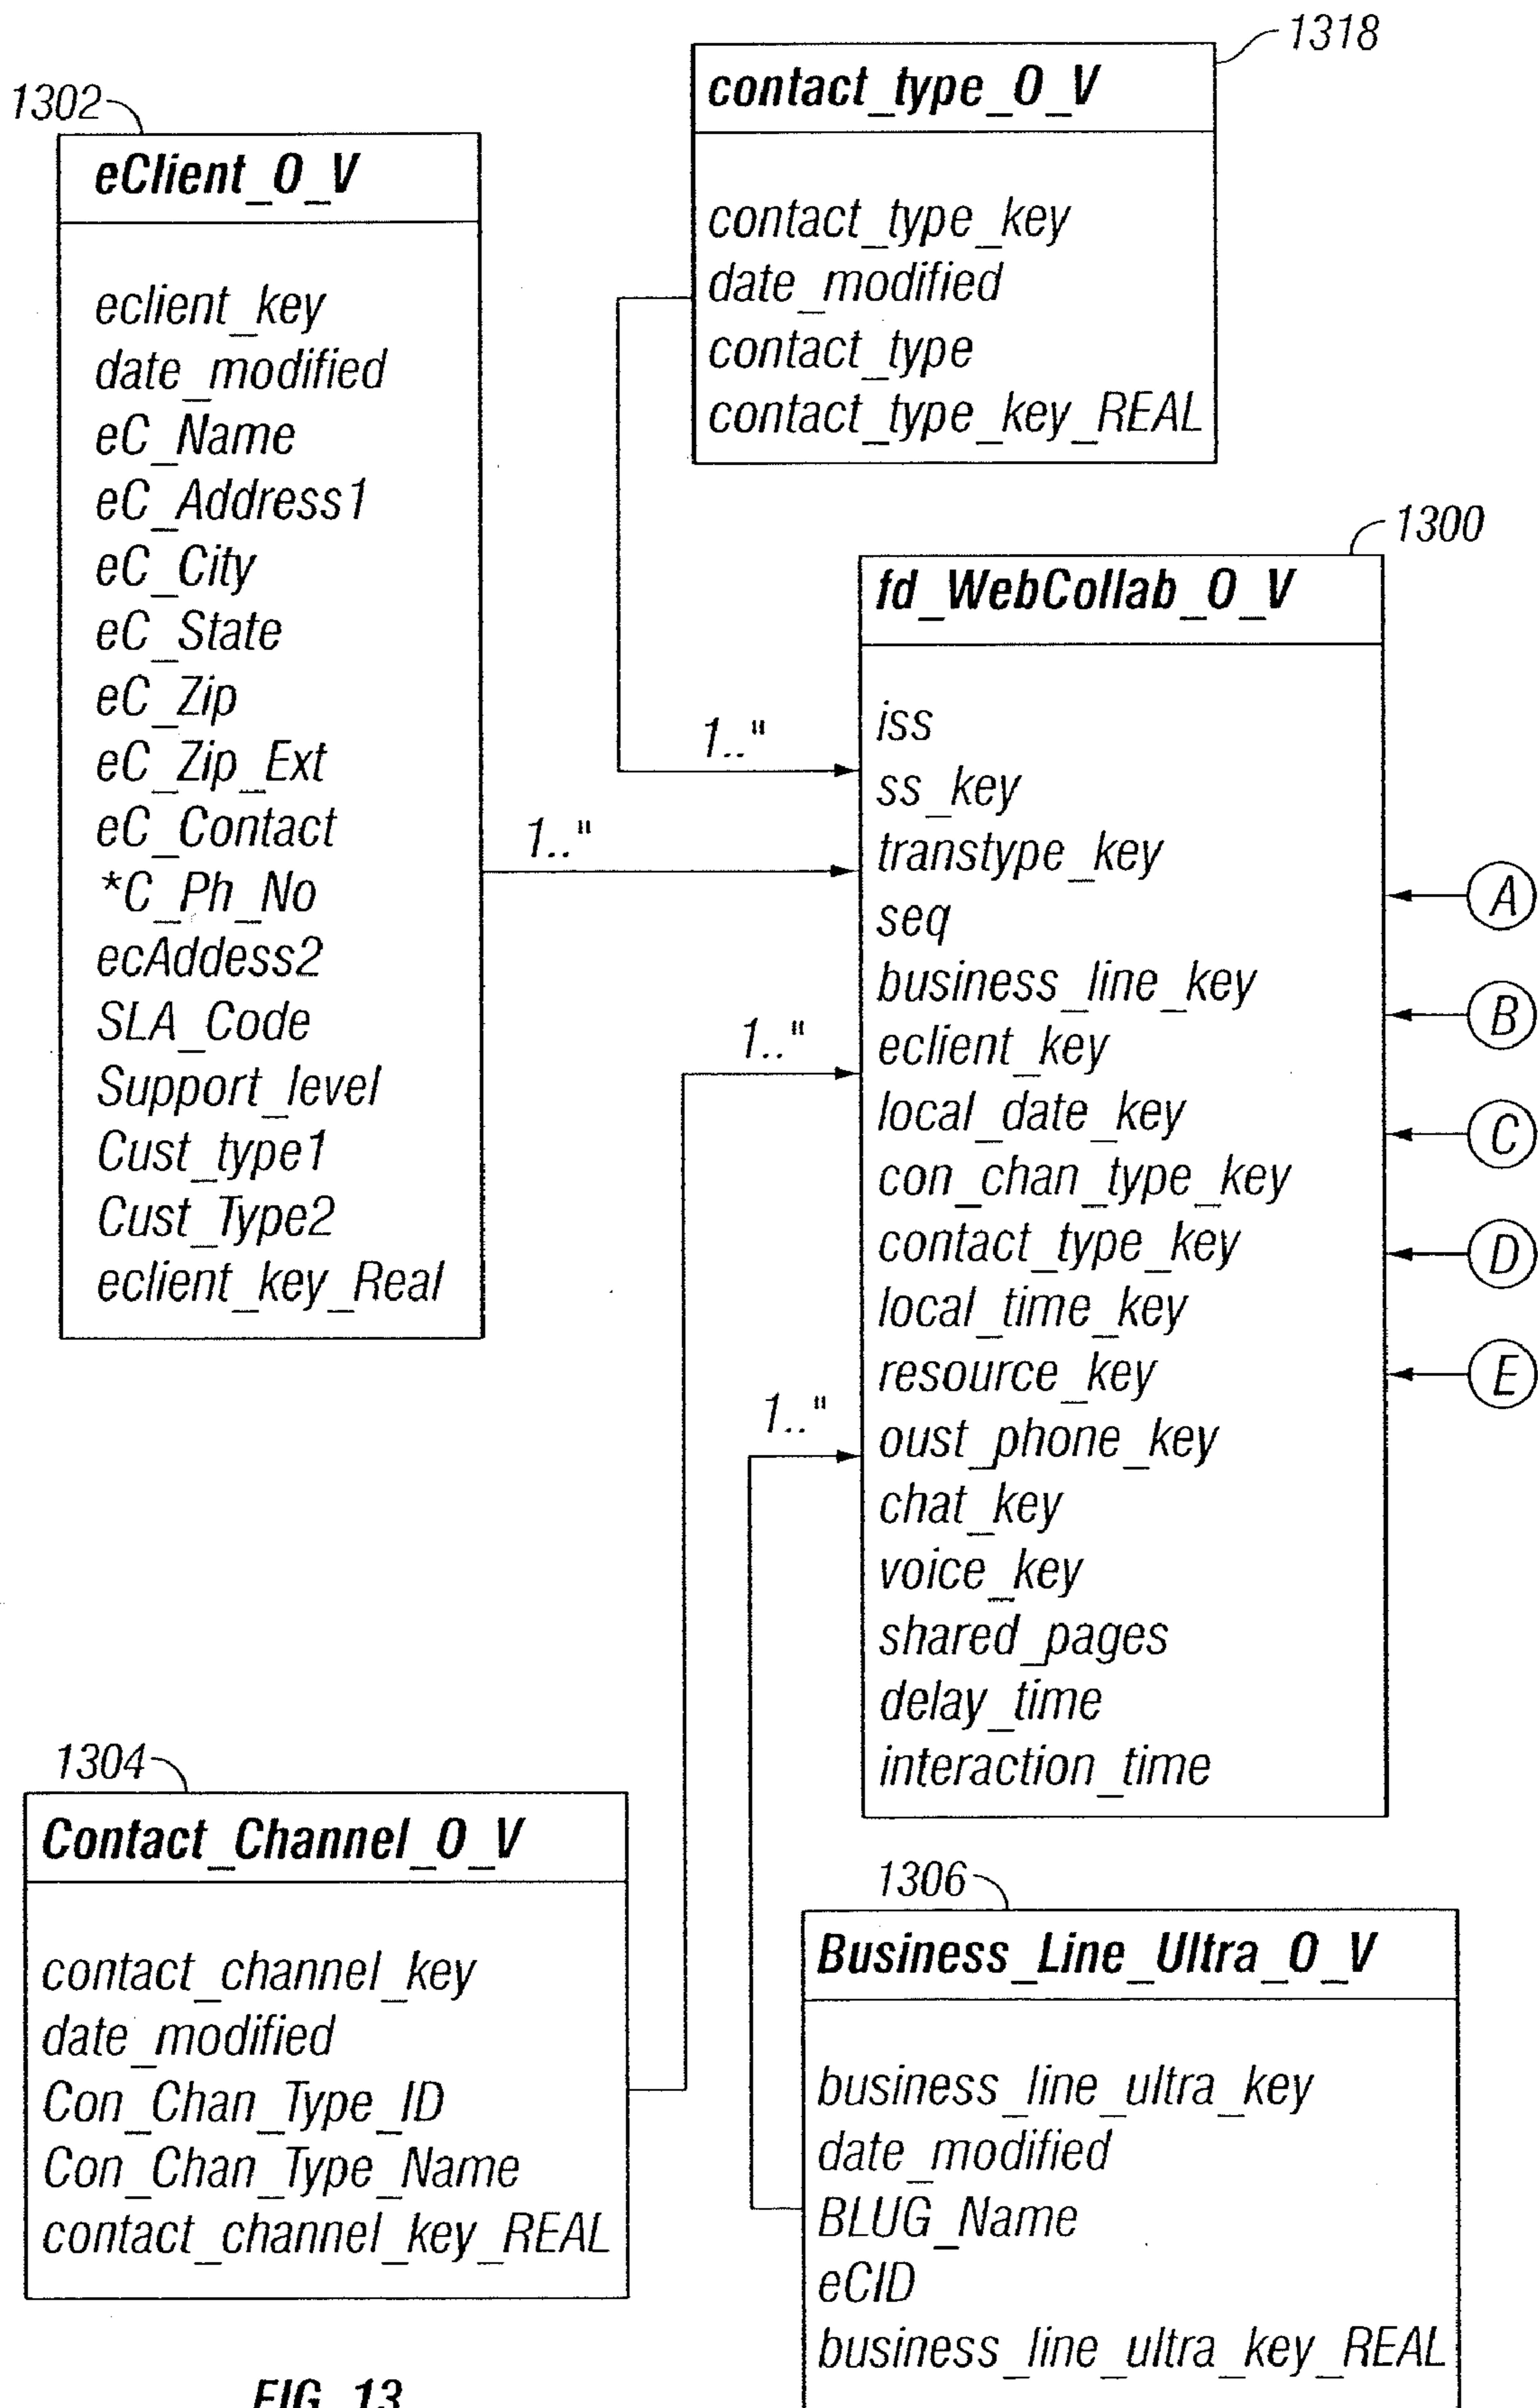 1318
contact_type_O_V
contact_type_key
date_modified
contact_type
contact_type_key_REAL
1302
eClient_O_V
eclient_key
date_modified
eC_Name
eC_Address1
eC_City
eC_State
eC_Zip
eC_Zip_Ext
eC_Contact
*C_Ph_No
ecAddess2
SLA_Code
Support_level
Cust_type1
Cust_Type2
eclient_key_Real
1300
fd_WebCollab_O_V
iss
ss_key
transtype_key
seq
business_line_key
eclient_key
local_date_key
con_chan_type_key
contact_type_key
local_time_key
resource_key
oust_phone_key
chat_key
voice_key
shared_pages
delay_time
interaction_time
1.."
1.."
1.."
1.."
A
B
C
D
E
1304
Contact_Channel_O_V
contact_channel_key
date_modified
Con_Chan_Type_ID
Con_Chan_Type_Name
contact_channel_key_REAL
1306
Business_Line_Ultra_O_V
business_line_ultra_key
date_modified
BLUG_Name
eCID
business_line_ultra_key_REAL
FIG. 13